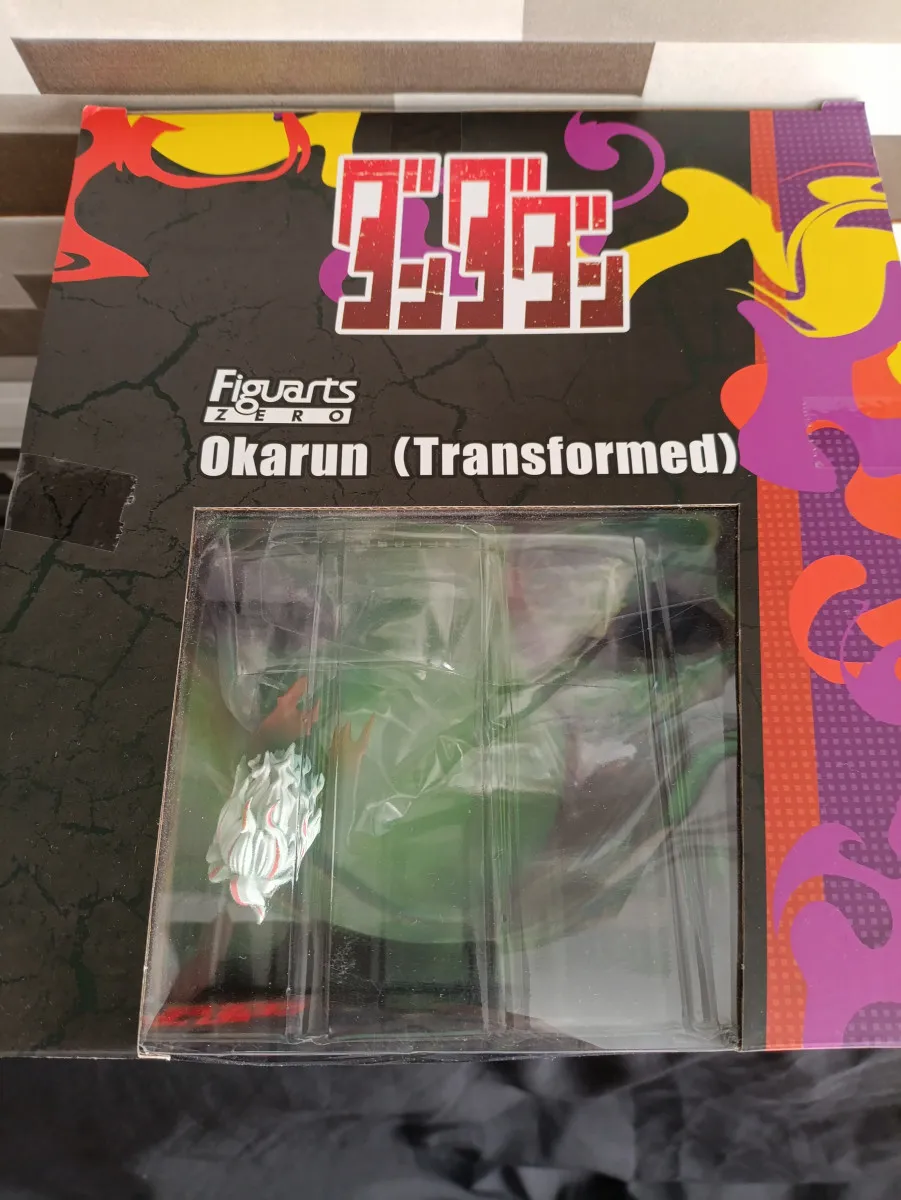 ダンダダン
Figuarts
ZERO
Okarun (Transformed)